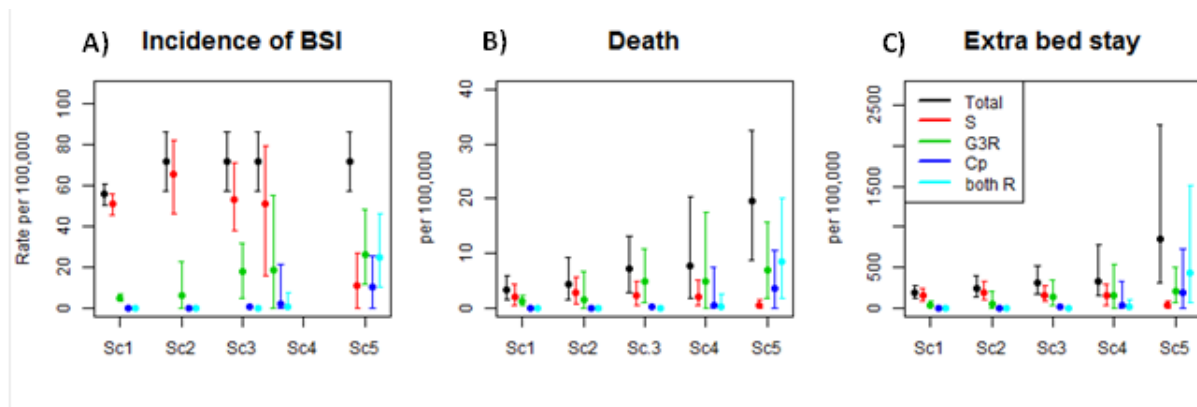 A) Incidence of BSI
Rate per 100,000
0 20 40 60 80 100
Sc1 Sc2 Sc3 Sc4 Sc5
B) Death
per 100,000
0 10 20 30 40
Sc1 Sc2 Sc.3 Sc4 Sc5
C) Extra bed stay
per 100,000
0 500 1500 2500
Total
S
G3R
Cp
both R
Sc1 Sc2 Sc3 Sc4 Sc5